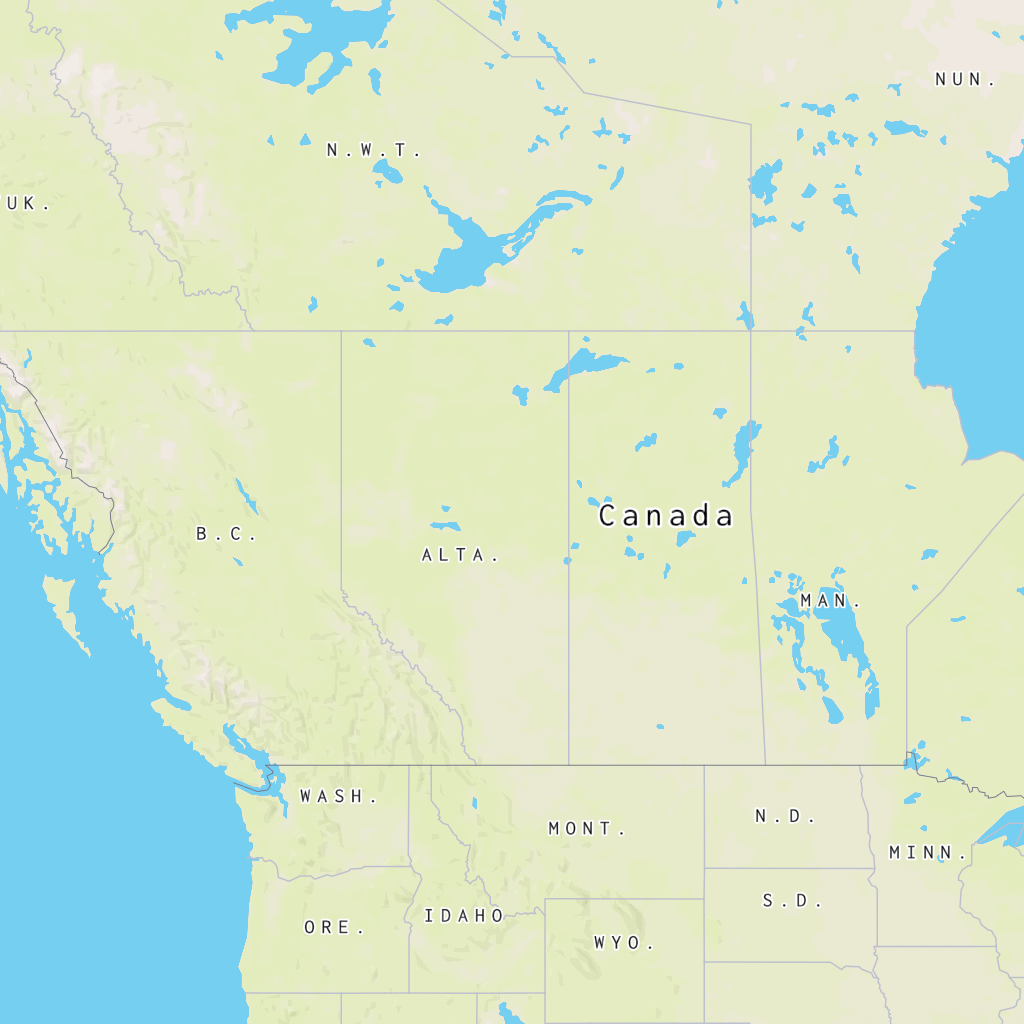 NUN.
N.W.T.
UK.
Canada
B.C.
ALTA.
MAN.
WASH.
N.D.
MONT.
MINN.
S.D.
IDAHO
ORE.
WYO.